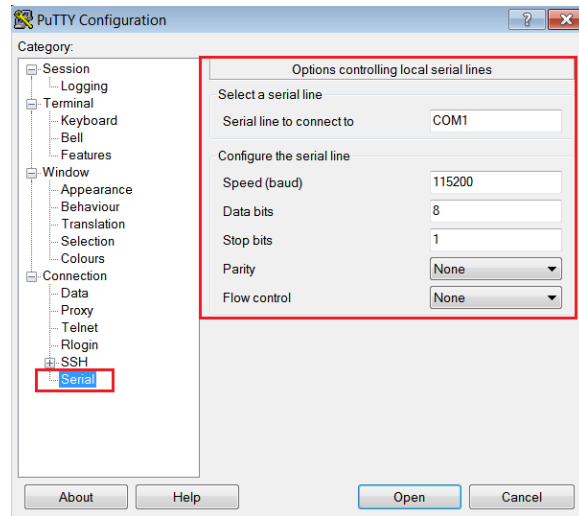 PuTTY Configuration
Category:
Session
Logging
Terminal
Keyboard
Bell
Features
Window
Appearance
Behaviour
Translation
Selection
Colours
Connection
Data
Proxy
Telnet
Rlogin
SSH
Serial
Options controlling local serial lines
Select a serial line
Serial line to connect to COM1
Configure the serial line
Speed (baud) 115200
Data bits 8
Stop bits 1
Parity None
Flow control None
About Help Open Cancel